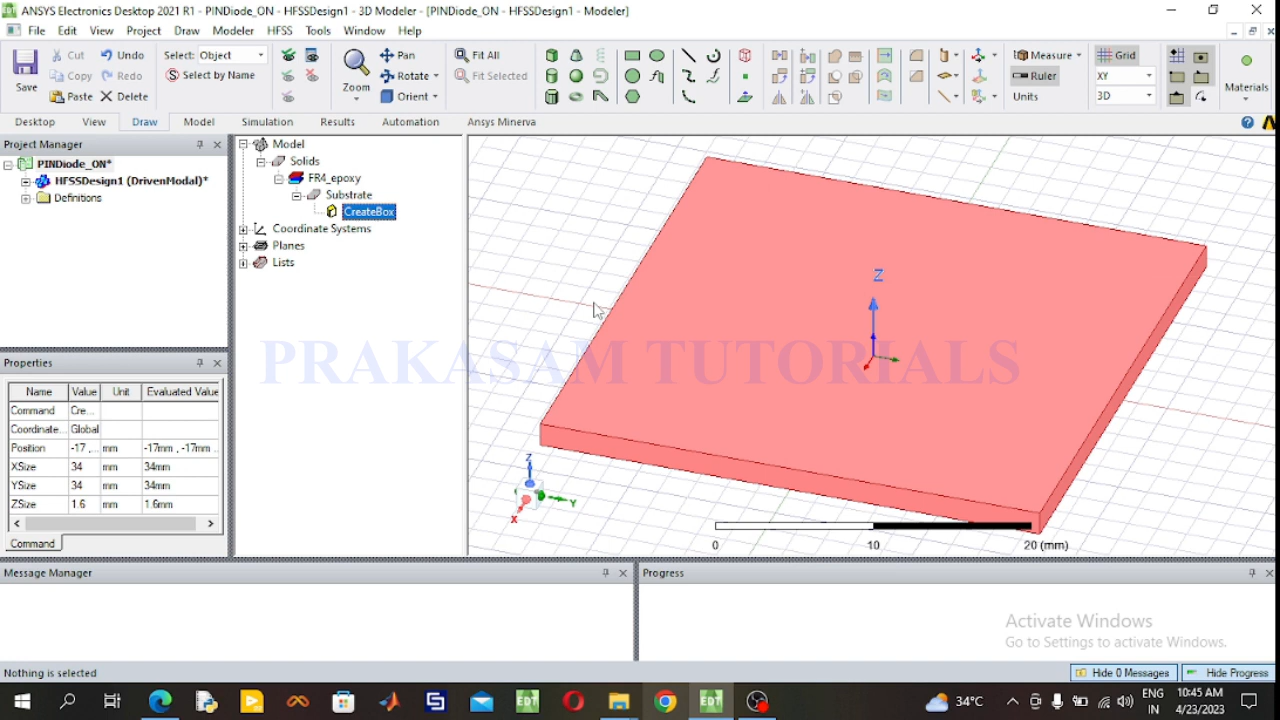 ANSYS Electronics Desktop 2021 R1 - PINDiode_ON - HFSSDesign1 - 3D Modeler - [PINDiode_ON - HFSSDesign1 - Modeler]
File Edit View Project Draw Modeler HFSS Tools Window Help
Save
Cut
Copy
Paste
Undo
Redo
Delete
Select: Object
Select by Name
Zoom
Pan
Rotate
Orient
Fit All
Fit Selected
Measure
Ruler
Units
Grid
XY
3D
Materials
Desktop View Draw Model Simulation Results Automation Ansys Minerva
Project Manager
PINDiode_ON*
HFSSDesign1 (DrivenModal)*
Definitions
Model
Solids
FR4_epoxy
Substrate
CreateBox
Coordinate Systems
Planes
Lists
Properties
Name Value Unit Evaluated Value
Command Cre...
Coordinate... Global
Position -17 ,... mm -17mm , -17mm ..
XSize 34 mm 34mm
YSize 34 mm 34mm
ZSize 1.6 mm 1.6mm
Command
Z
Z
Y
X
0 10 20 (mm)
PRAKASAM TUTORIALS
Message Manager
Progress
Activate Windows
Go to Settings to activate Windows.
Nothing is selected
Hide 0 Messages
Hide Progress
34°C
ENG
IN
10:45 AM
4/23/2023